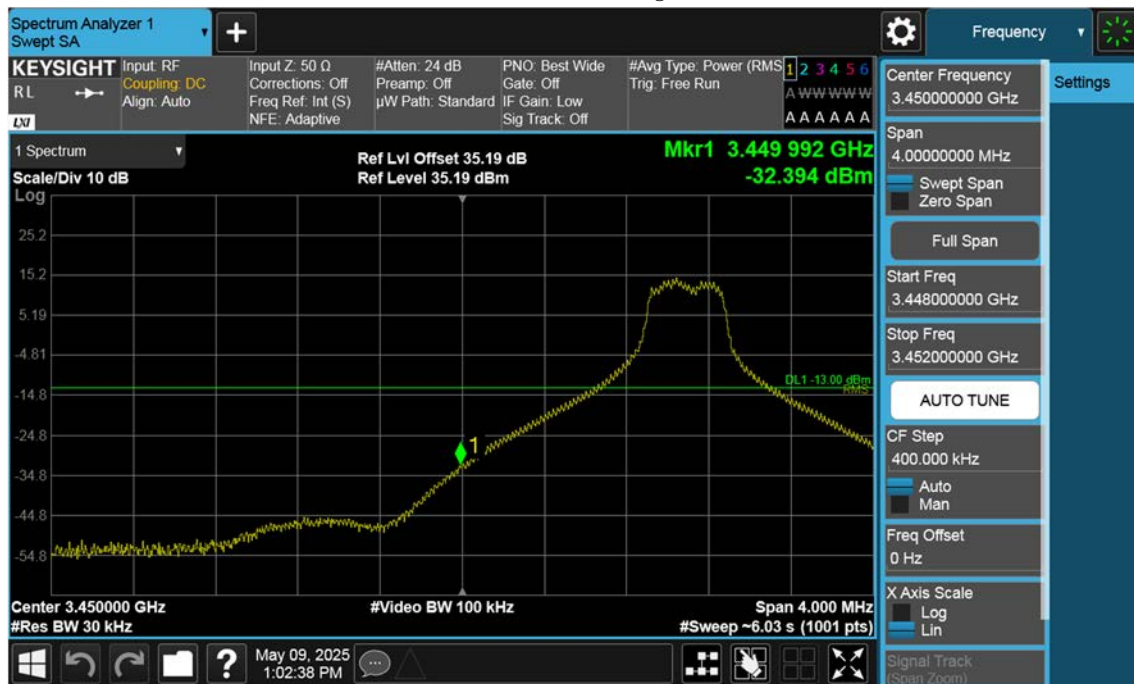 Spectrum Analyzer 1
Swept SA
Frequency
KEYSIGHT
RL
LXI
Input: RF
Coupling: DC
Align: Auto
Input Z: 50 Ω
Corrections: Off
Freq Ref: Int (S)
NFE: Adaptive
#Atten: 24 dB
Preamp: Off
µW Path: Standard
PNO: Best Wide
Gate: Off
IF Gain: Low
Sig Track: Off
#Avg Type: Power (RMS
Trig: Free Run
1 2 3 4 5 6
A W W W W W
A A A A A A
1 Spectrum
Scale/Div 10 dB
Ref Lvl Offset 35.19 dB
Ref Level 35.19 dBm
Mkr1 3.449 992 GHz
-32.394 dBm
Log
25.2
15.2
5.19
-4.81
-14.8
-24.8
-34.8
-44.8
-54.8
DL1 -13.00 dBm
RMS
1
Center 3.450000 GHz
#Res BW 30 kHz
#Video BW 100 kHz
Span 4.000 MHz
#Sweep ~6.03 s (1001 pts)
Center Frequency
3.450000000 GHz
Span
4.00000000 MHz
Swept Span
Zero Span
Full Span
Start Freq
3.448000000 GHz
Stop Freq
3.452000000 GHz
AUTO TUNE
CF Step
400.000 kHz
Auto
Man
Freq Offset
0 Hz
X Axis Scale
Log
Lin
Signal Track
(Span Zoom)
Settings
?
May 09, 2025
1:02:38 PM